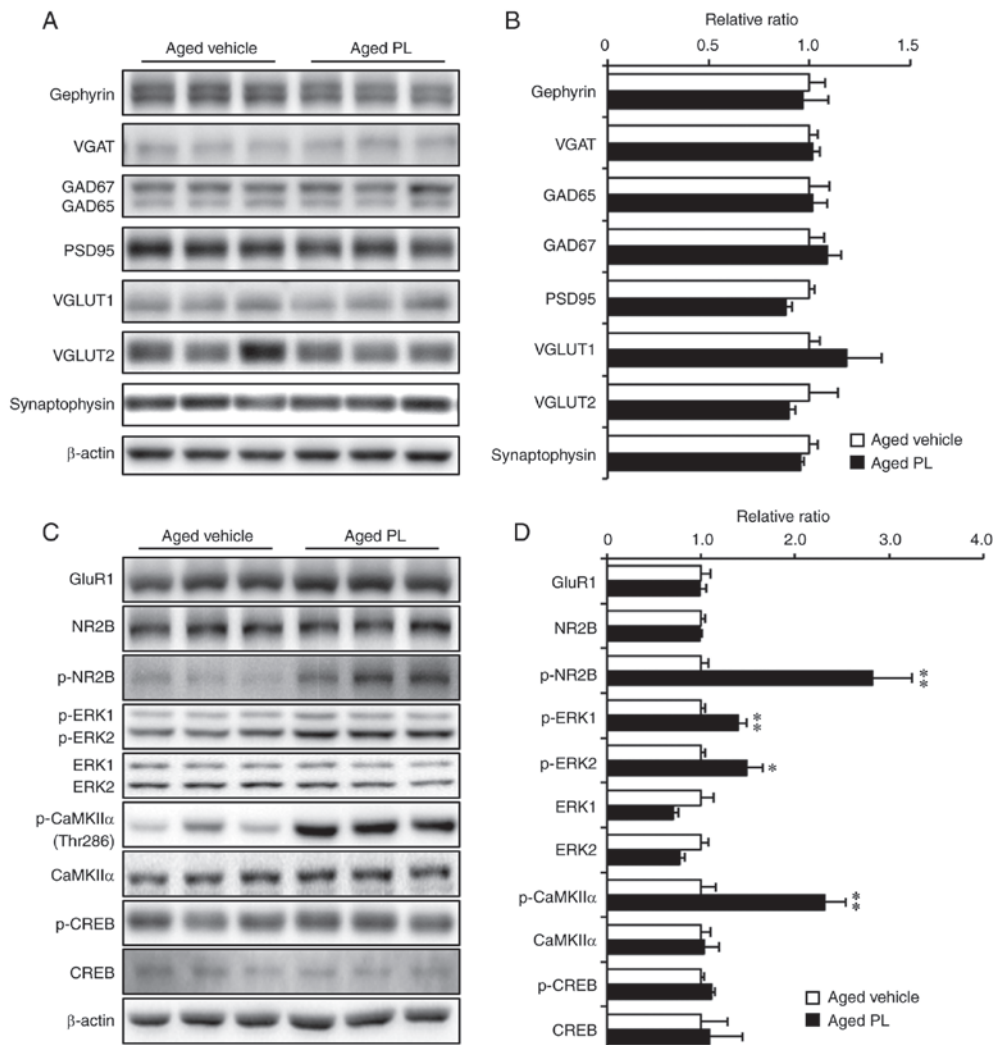 A
Aged vehicle
Aged PL
Gephyrin
VGAT
GAD67
GAD65
PSD95
VGLUT1
VGLUT2
Synaptophysin
β-actin
B
Relative ratio
0
0.5
1.0
1.5
Gephyrin
VGAT
GAD65
GAD67
PSD95
VGLUT1
VGLUT2
Synaptophysin
Aged vehicle
Aged PL
C
Aged vehicle
Aged PL
GluR1
NR2B
p-NR2B
p-ERK1
p-ERK2
ERK1
ERK2
p-CaMKIIα
(Thr286)
CaMKIIα
p-CREB
CREB
β-actin
D
Relative ratio
0
1.0
2.0
3.0
4.0
GluR1
NR2B
p-NR2B
**
p-ERK1
**
p-ERK2
*
ERK1
ERK2
p-CaMKIIα
**
CaMKIIα
p-CREB
CREB
Aged vehicle
Aged PL